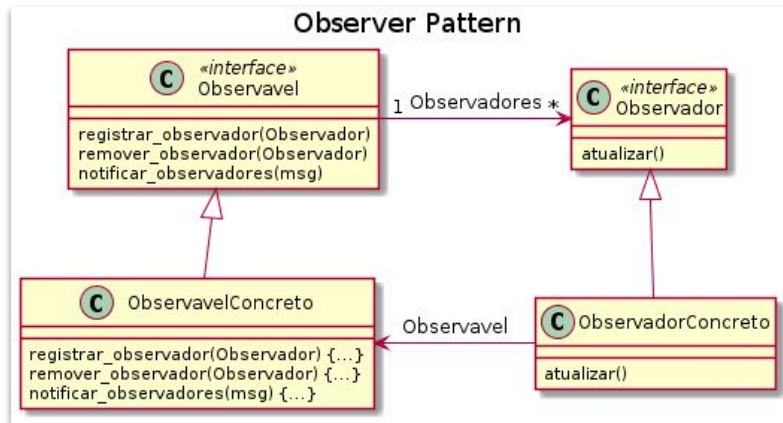 Observer Pattern
C
«interface»
Observavel
registrar_observador(Observador)
remover_observador(Observador)
notificar_observadores(msg)
1 Observadores *
C
«interface»
Observador
atualizar()
C ObservavelConcreto
registrar_observador(Observador) {...}
remover_observador(Observador) {...}
notificar_observadores(msg) {...}
Observavel
C ObservadorConcreto
atualizar()